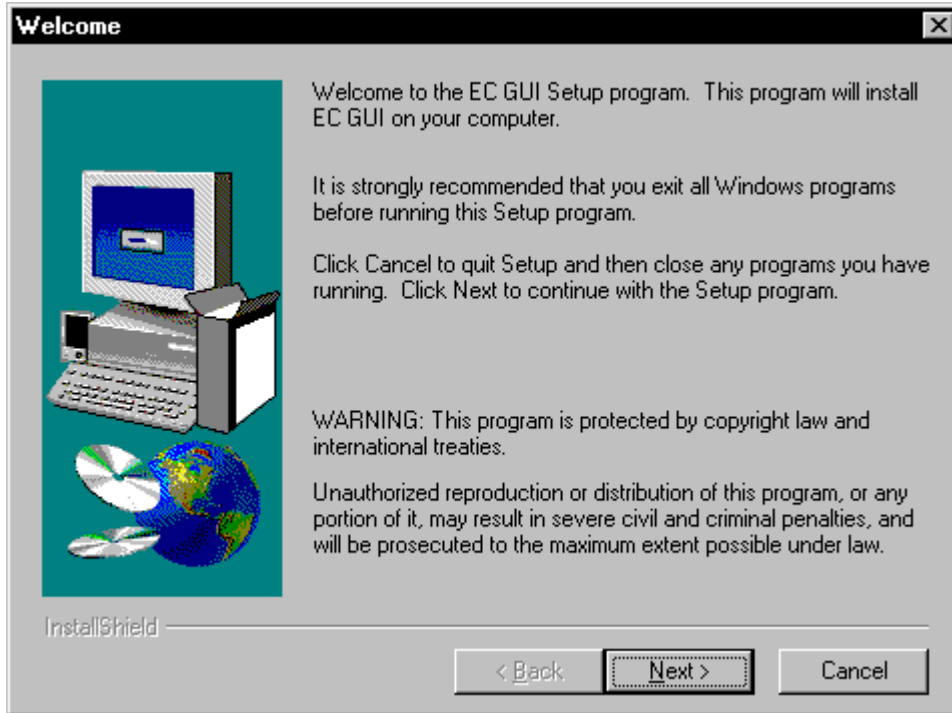 Welcome
Welcome to the EC GUI Setup program. This program will install
EC GUI on your computer.
It is strongly recommended that you exit all Windows programs
before running this Setup program.
Click Cancel to quit Setup and then close any programs you have
running. Click Next to continue with the Setup program.
WARNING: This program is protected by copyright law and
international treaties.
Unauthorized reproduction or distribution of this program, or any
portion of it, may result in severe civil and criminal penalties, and
will be prosecuted to the maximum extent possible under law.
InstallShield
< Back
Next >
Cancel